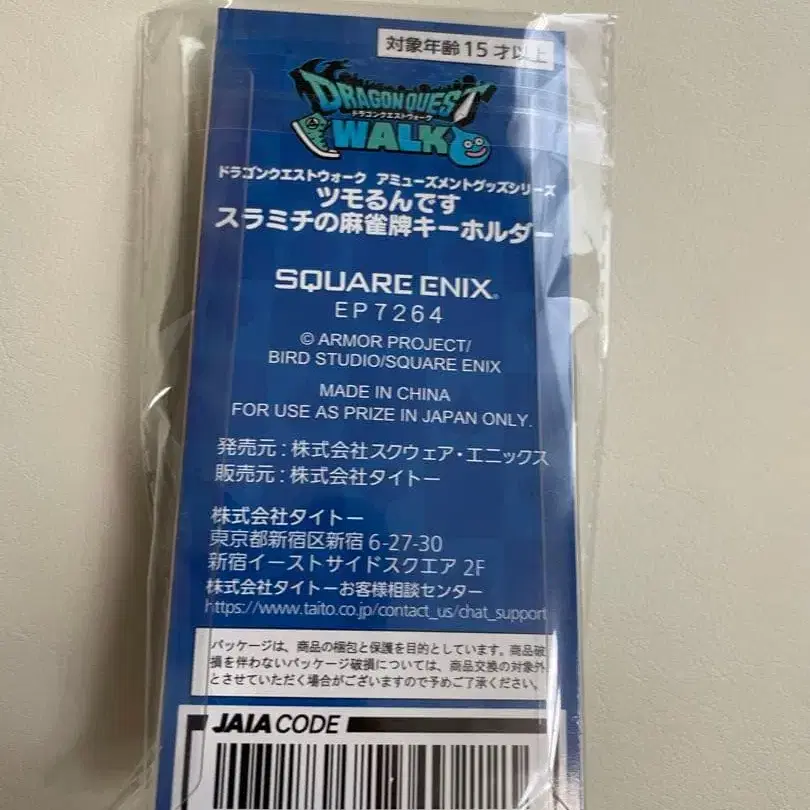 対象年齢15才以上
DRAGON QUEST
ドラゴンクエストウォーク
WALK
ドラゴンクエストウォーク アミューズメントグッズシリーズ
ツモるんです
スラミチの麻雀牌キーホルダー
SQUARE ENIX®
EP7264
© ARMOR PROJECT/
BIRD STUDIO/SQUARE ENIX
MADE IN CHINA
FOR USE AS PRIZE IN JAPAN ONLY.
発売元:株式会社スクウェア・エニックス
販売元:株式会社タイトー
株式会社タイトー
東京都新宿区新宿 6-27-30
新宿イーストサイドスクエア 2F
株式会社タイトーお客様相談センター
https://www.taito.co.jp/contact_us/chat_support
パッケージは、商品の梱包と保護を目的としています。商品破
損を伴わないパッケージ破損については、商品交換の対象外
とさせていただく場合がございますので予めご了承ください。
JAIA CODE